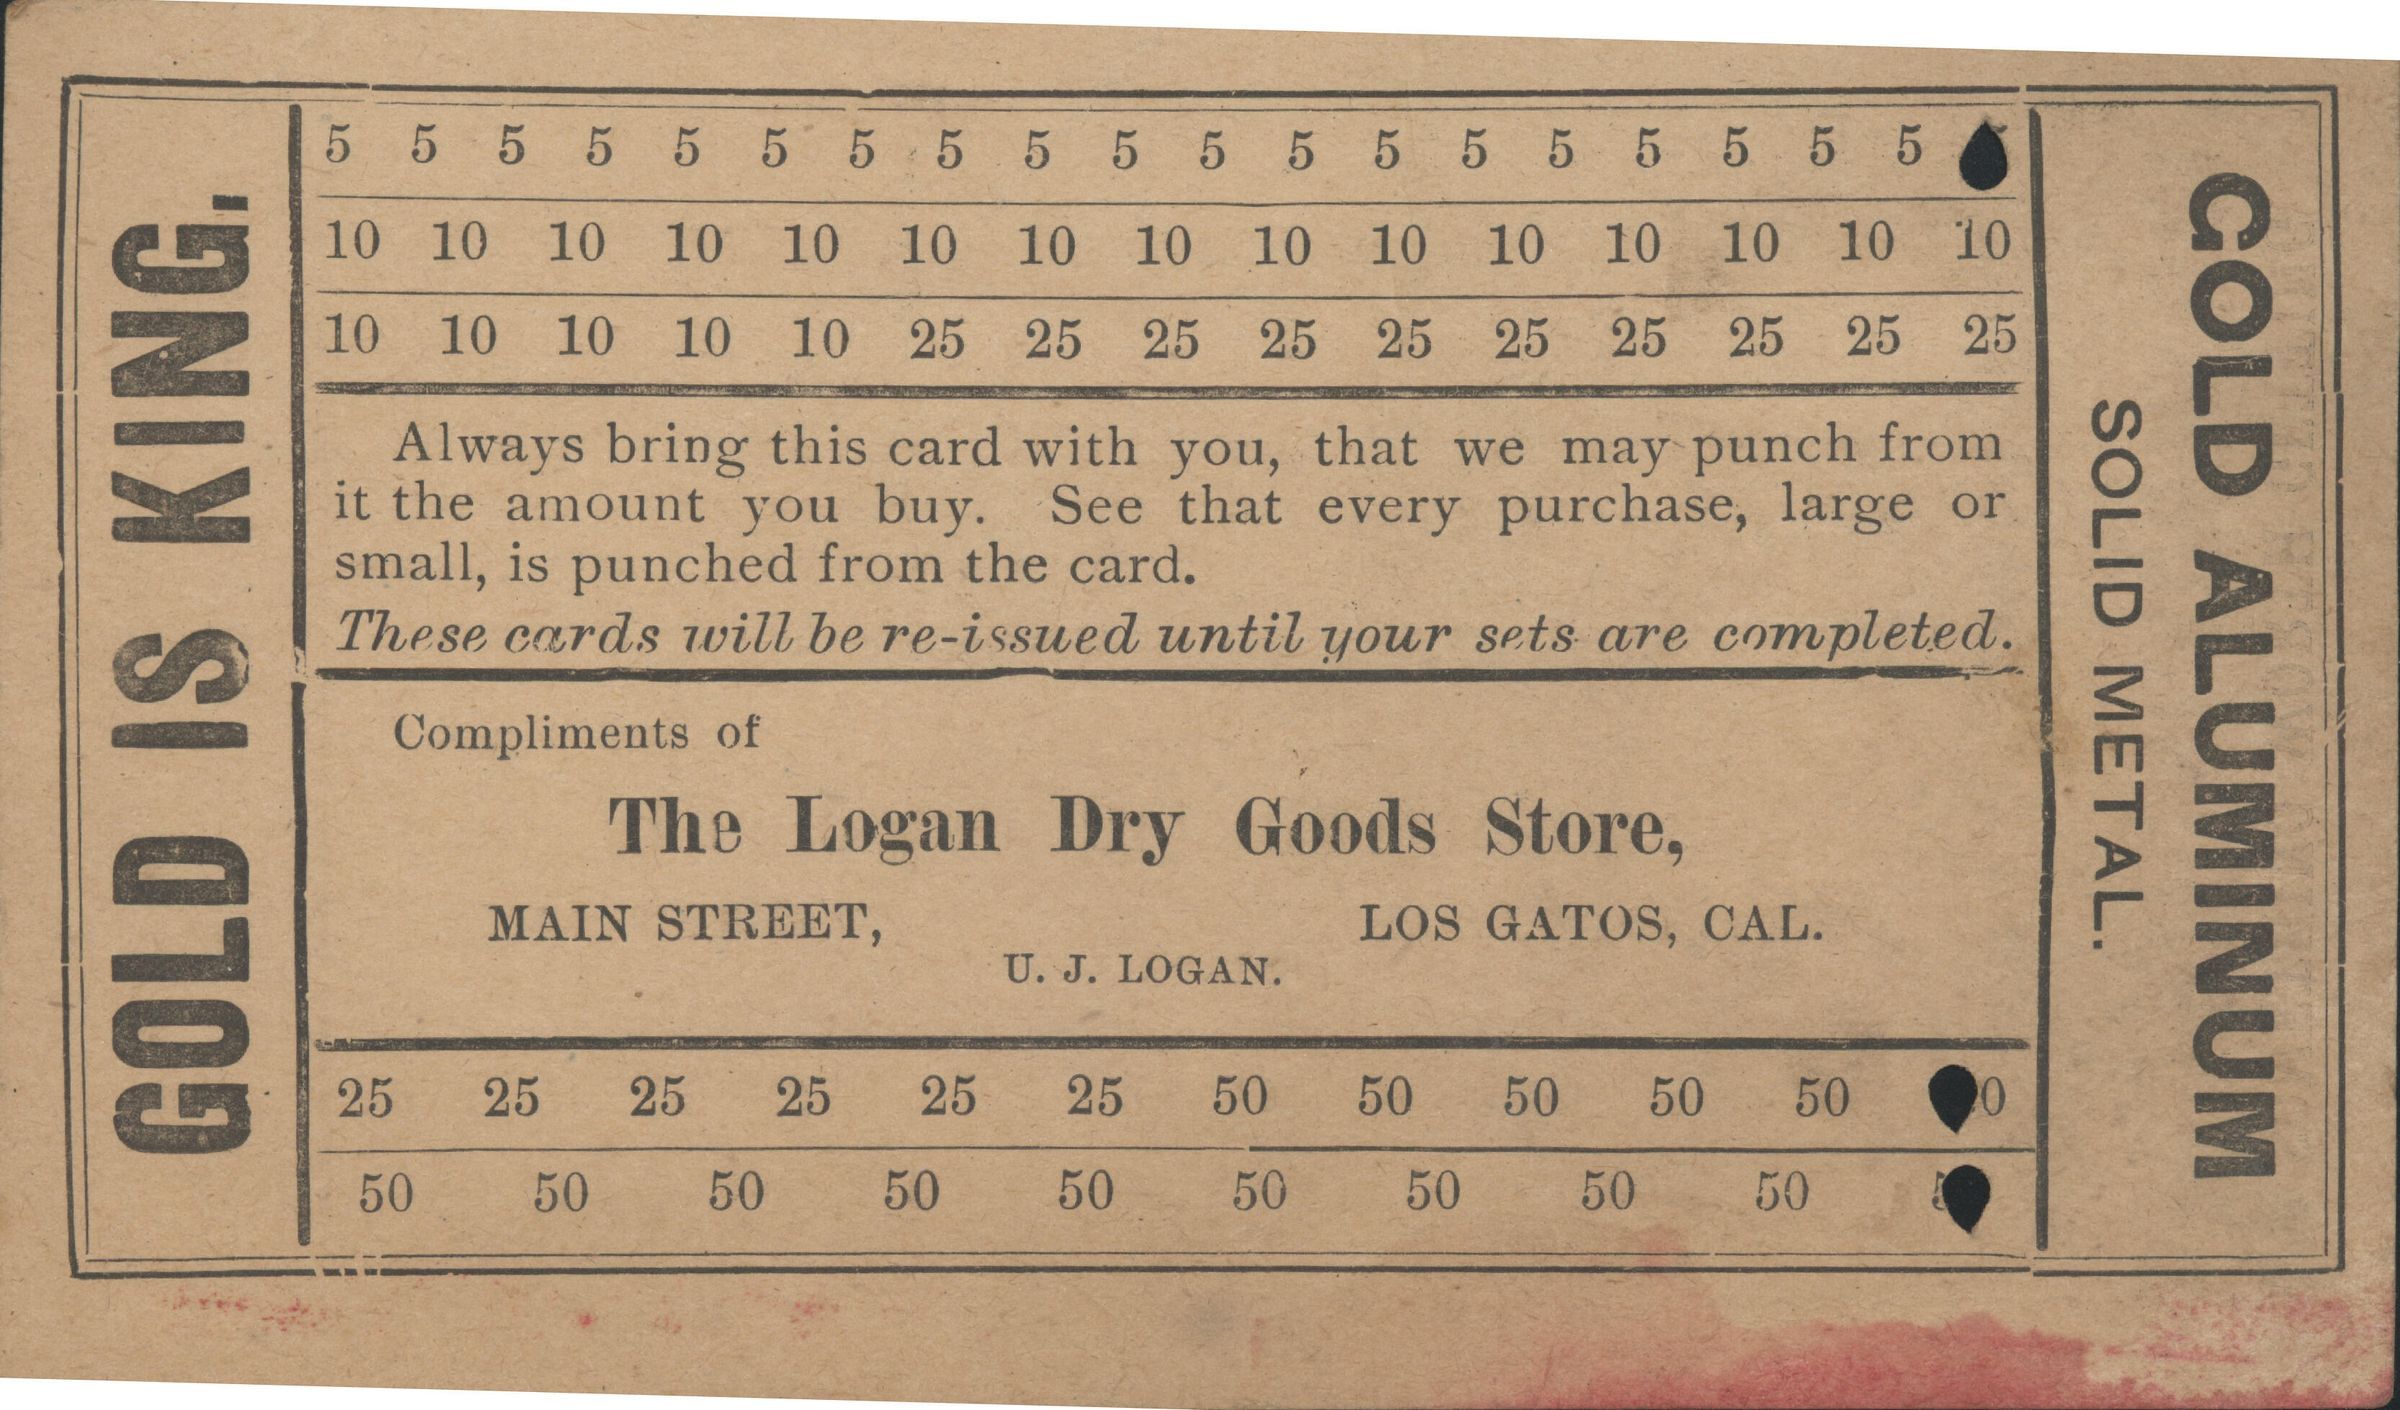 GOLD IS KING.
5 5 5 5 5 5 5 5 5 5 5 5 5 5 5 5 5 5 5
10 10 10 10 10 10 10 10 10 10 10 10 10 10 10
10 10 10 10 10 25 25 25 25 25 25 25 25 25 25
Always bring this card with you, that we may punch from
it the amount you buy. See that every purchase, large or
small, is punched from the card.
These cards will be re-issued until your sets are completed.
Compliments of
The Logan Dry Goods Store,
MAIN STREET, LOS GATOS, CAL.
U. J. LOGAN.
25 25 25 25 25 25 50 50 50 50 50
50 50 50 50 50 50 50 50 50
GOLD ALUMINUM
SOLID METAL.